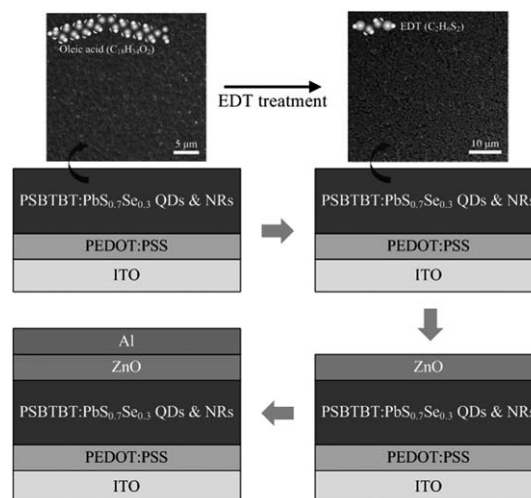 Oleic acid (C₁₈H₃₄O₂)
5 μm
EDT treatment
EDT (C₂H₆S₂)
10 μm
PSBTBT:PbS₀.₇Se₀.₃ QDs & NRs
PEDOT:PSS
ITO
PSBTBT:PbS₀.₇Se₀.₃ QDs & NRs
PEDOT:PSS
ITO
Al
ZnO
PSBTBT:PbS₀.₇Se₀.₃ QDs & NRs
PEDOT:PSS
ITO
ZnO
PSBTBT:PbS₀.₇Se₀.₃ QDs & NRs
PEDOT:PSS
ITO